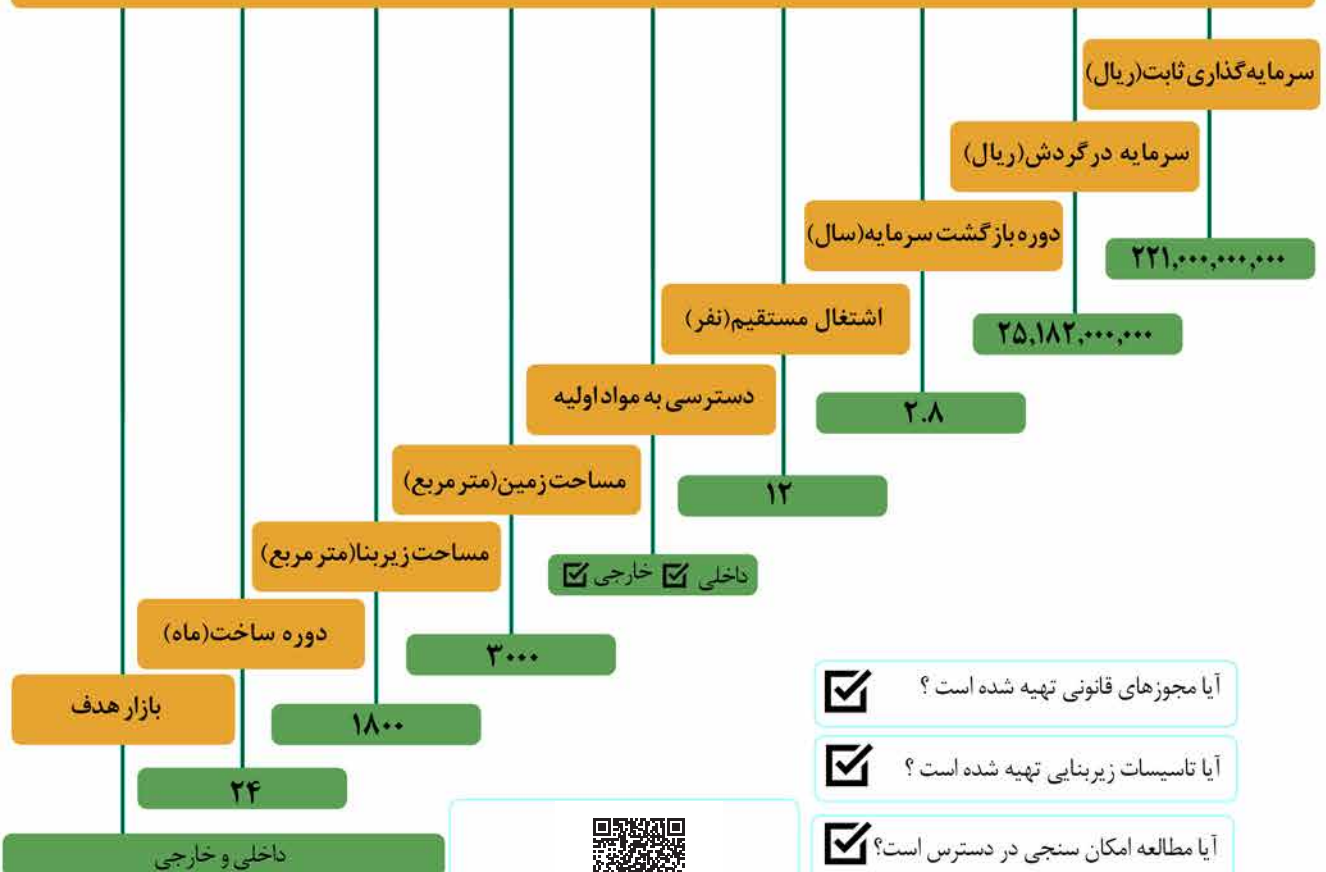 سرمایه‌گذاری ثابت(ریال)
۲۲۱,۰۰۰,۰۰۰,۰۰۰
سرمایه در گردش(ریال)
۲۵,۱۸۲,۰۰۰,۰۰۰
دوره بازگشت سرمایه(سال)
۲.۸
اشتغال مستقیم(نفر)
۱۲
دسترسی به مواد اولیه
داخلی ☑ خارجی ☑
مساحت زمین(متر مربع)
۳۰۰۰
مساحت زیربنا(متر مربع)
۱۸۰۰
دوره ساخت(ماه)
۲۴
بازار هدف
داخلی و خارجی
آیا مجوزهای قانونی تهیه شده است ؟ ☑
آیا تاسیسات زیربنایی تهیه شده است ؟ ☑
آیا مطالعه امکان سنجی در دسترس است؟ ☑